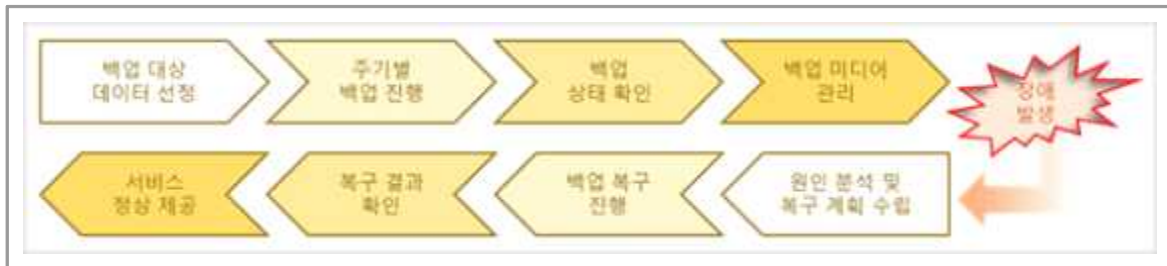 백업 대상
데이터 선정
주기별
백업 진행
백업
상태 확인
백업 미디어
관리
장애
발생
원인 분석 및
복구 계획 수립
백업 복구
진행
복구 결과
확인
서비스
정상 제공